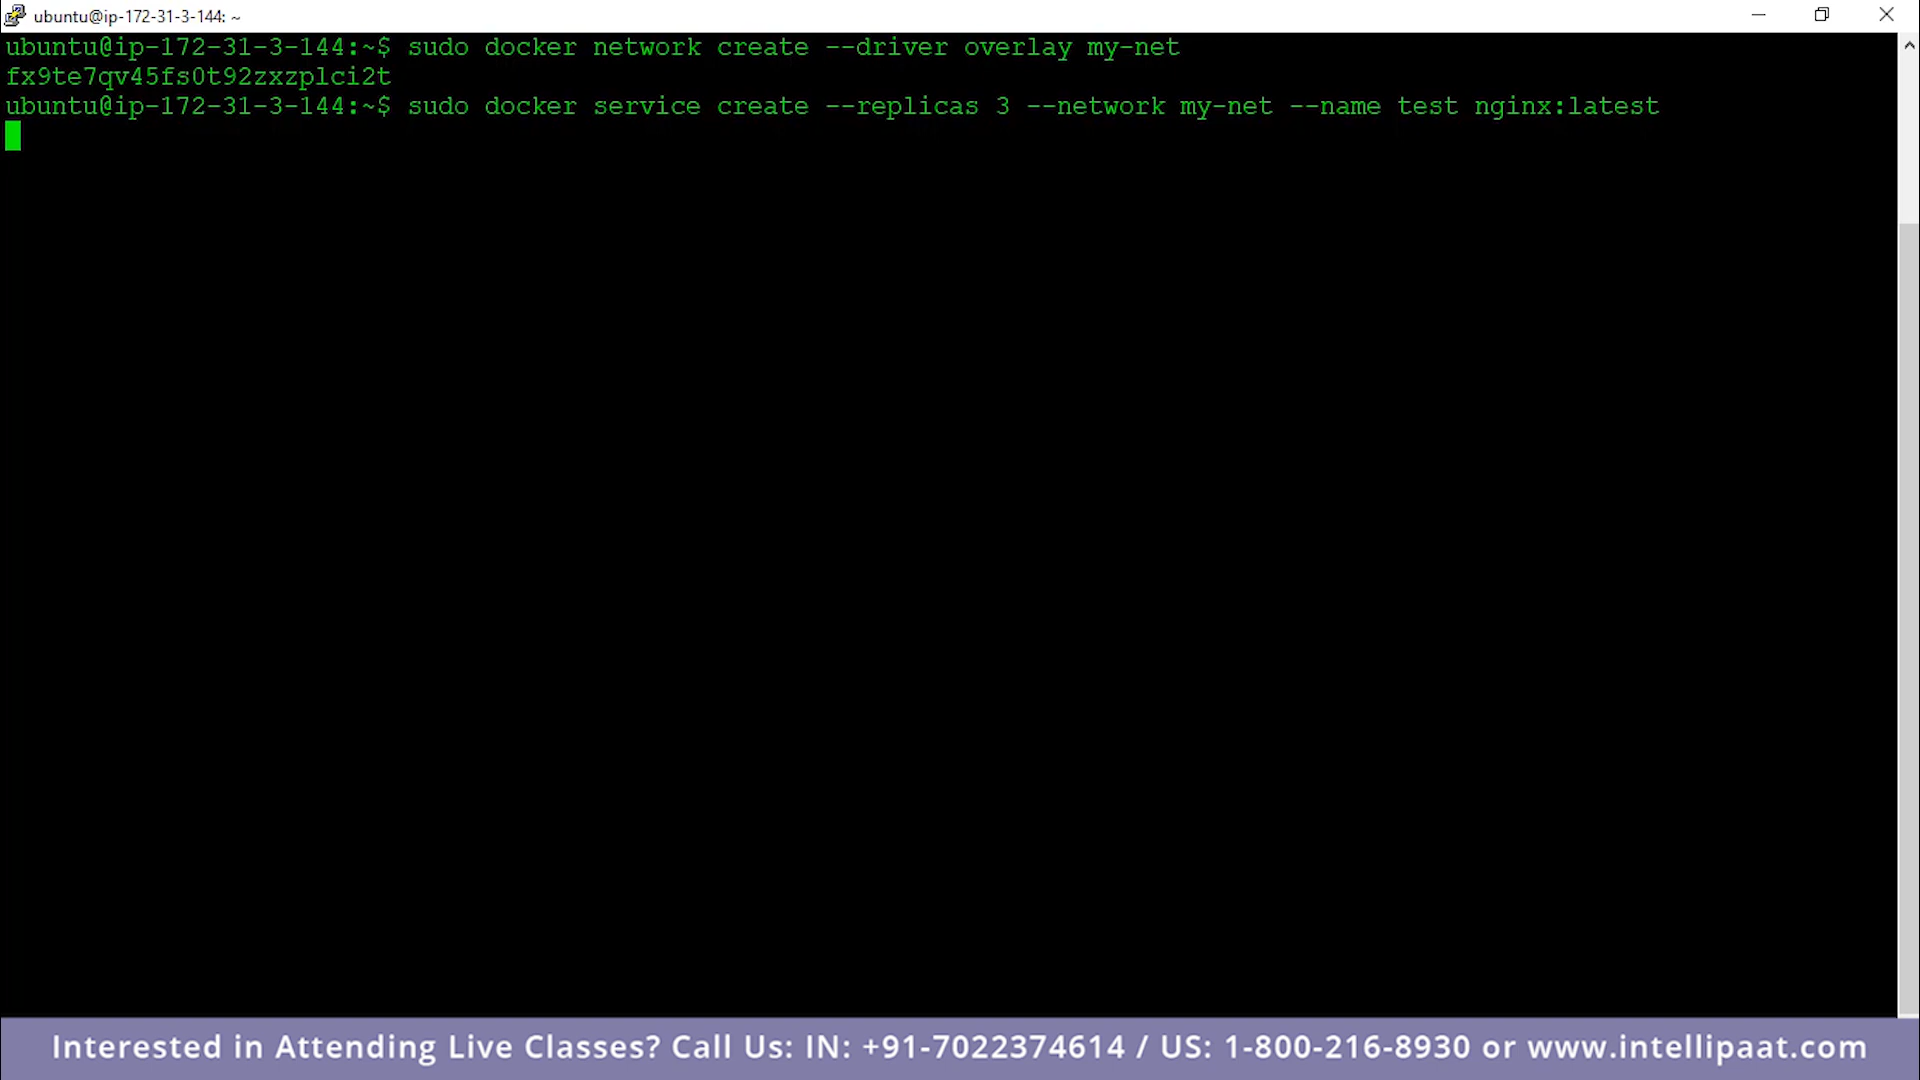 ubuntu@ip-172-31-3-144: ~
ubuntu@ip-172-31-3-144:~$ sudo docker network create --driver overlay my-net
fx9te7qv45fs0t92zxzplci2t
ubuntu@ip-172-31-3-144:~$ sudo docker service create --replicas 3 --network my-net --name test nginx:latest
Interested in Attending Live Classes? Call Us: IN: +91-7022374614 / US: 1-800-216-8930 or www.intellipaat.com